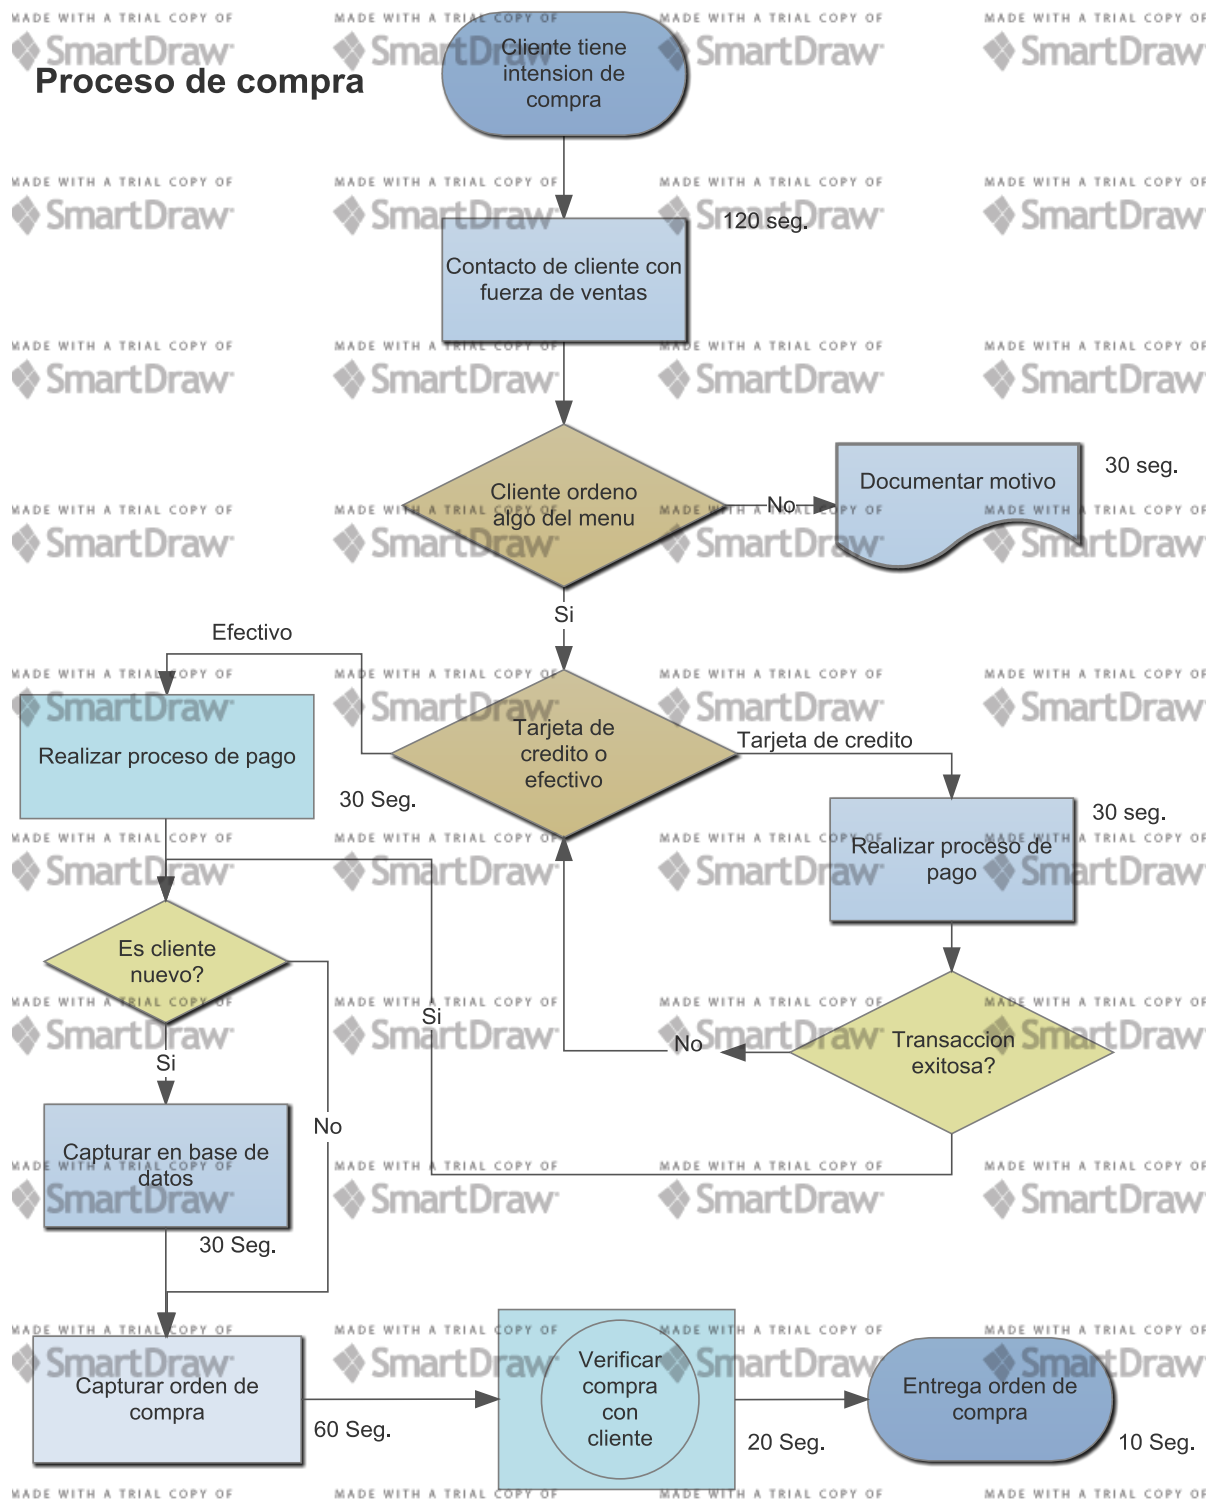 Proceso de compra
Cliente tiene
intension de
compra
120 seg.
Contacto de cliente con
fuerza de ventas
Cliente ordeno
algo del menu
No
Documentar motivo
30 seg.
Si
Efectivo
Tarjeta de
credito o
efectivo
Tarjeta de credito
Realizar proceso de pago
30 Seg.
30 seg.
Realizar proceso de
pago
Es cliente
nuevo?
Si
No
Transaccion
exitosa?
Si
No
Capturar en base de
datos
30 Seg.
Capturar orden de
compra
60 Seg.
Verificar
compra
con
cliente
20 Seg.
Entrega orden de
compra
10 Seg.
MADE WITH A TRIAL COPY OF
SmartDraw